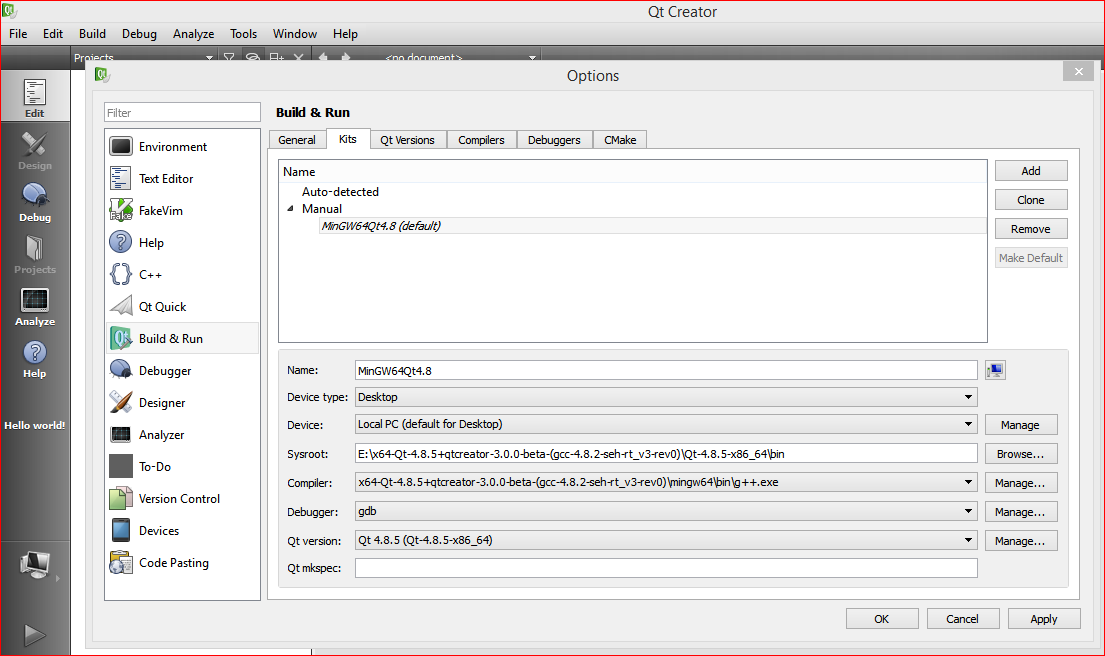 Qt Creator
File Edit Build Debug Analyze Tools Window Help
Projects <no document>
Options
Edit
Design
Debug
Projects
Analyze
Help
Hello world!
Filter
Environment
Text Editor
FakeVim
Help
C++
Qt Quick
Build & Run
Debugger
Designer
Analyzer
To-Do
Version Control
Devices
Code Pasting
Build & Run
General Kits Qt Versions Compilers Debuggers CMake
Name
Auto-detected
Manual
MinGW64Qt4.8 (default)
Add
Clone
Remove
Make Default
Name: MinGW64Qt4.8
Device type: Desktop
Device: Local PC (default for Desktop) Manage
Sysroot: E:\x64-Qt-4.8.5+qtcreator-3.0.0-beta-(gcc-4.8.2-seh-rt_v3-rev0)\Qt-4.8.5-x86_64\bin Browse...
Compiler: x64-Qt-4.8.5+qtcreator-3.0.0-beta-(gcc-4.8.2-seh-rt_v3-rev0)\mingw64\bin\g++.exe Manage...
Debugger: gdb Manage...
Qt version: Qt 4.8.5 (Qt-4.8.5-x86_64) Manage...
Qt mkspec:
OK Cancel Apply